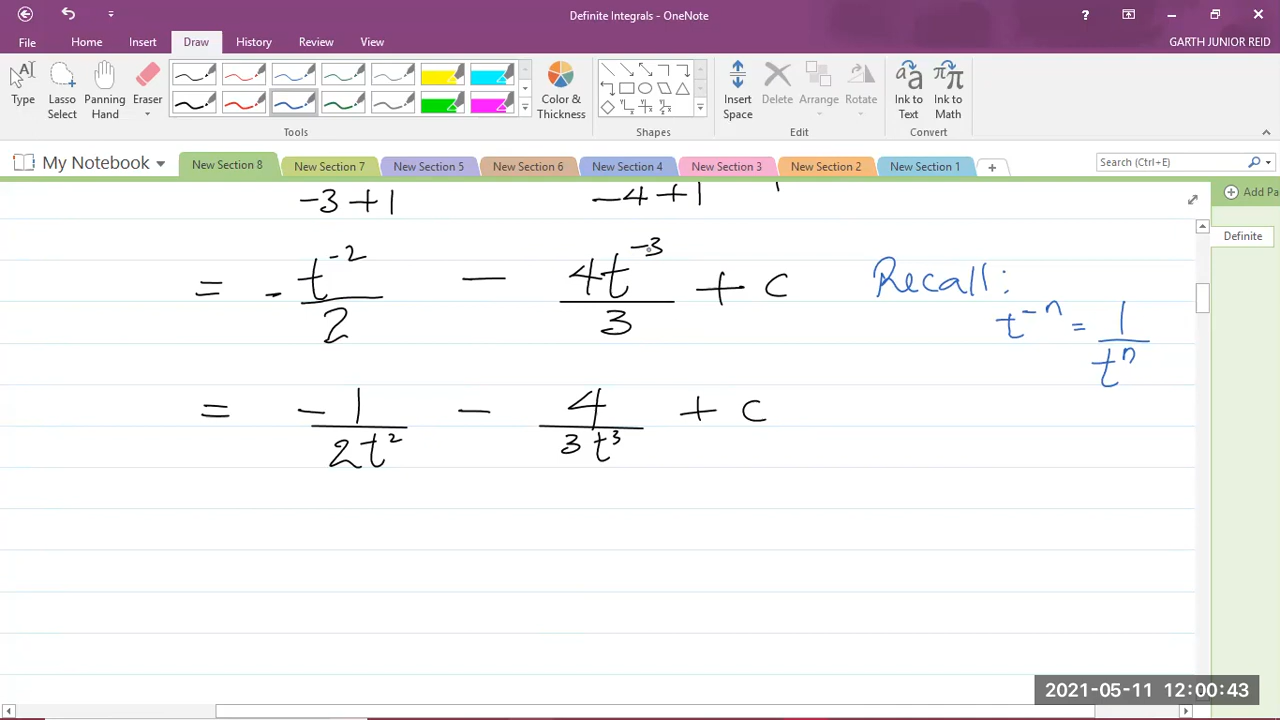 Definite Integrals - OneNote
File Home Insert Draw History Review View GARTH JUNIOR REID
Type Lasso Select Panning Hand Eraser Color & Thickness Insert Space Delete Arrange Rotate Ink to Text Ink to Math
Tools Shapes Edit Convert
My Notebook New Section 8 New Section 7 New Section 5 New Section 6 New Section 4 New Section 3 New Section 2 New Section 1 Search (Ctrl+E)
Add Pa
Definite
-3+1 -4+1
= -t^-2/2 - 4t^-3/3 + c
Recall:
t^-n = 1/t^n
= -1/2t^2 - 4/3t^3 + c
2021-05-11 12:00:43